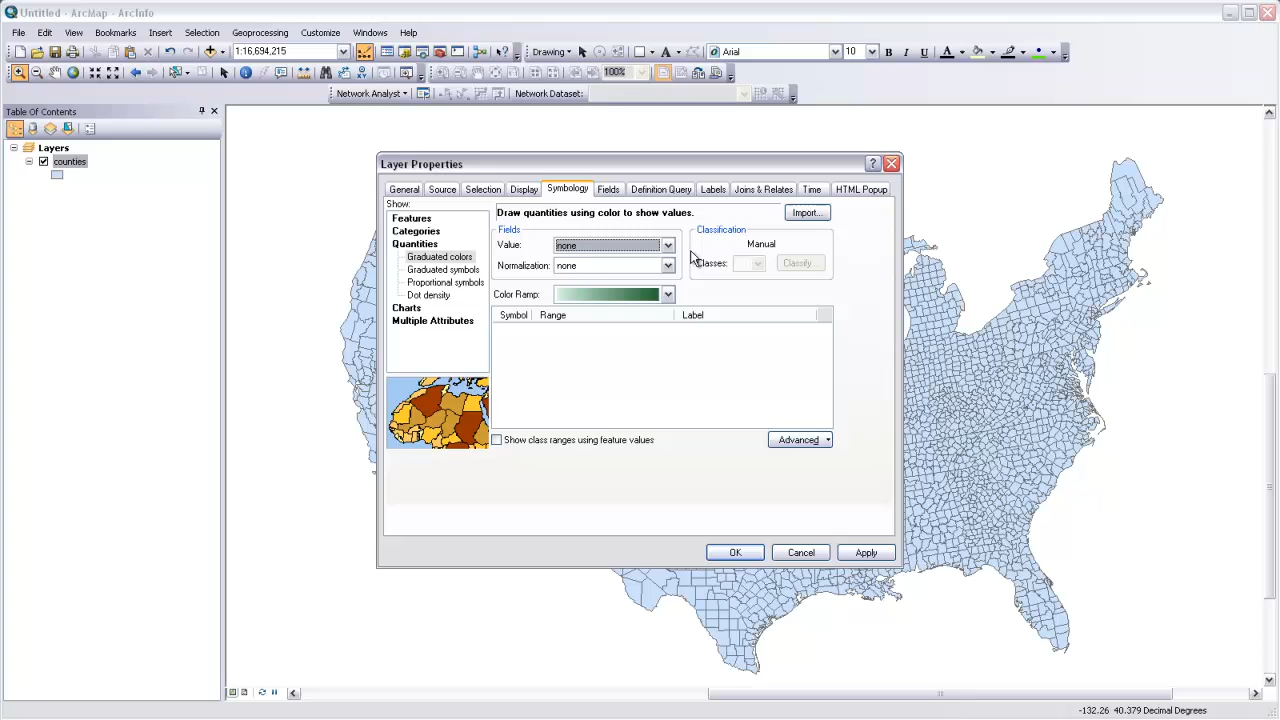 Untitled - ArcMap - ArcInfo
File Edit View Bookmarks Insert Selection Geoprocessing Customize Windows Help
1:16,694,215 Drawing Arial 10 B I U A
100%
Network Analyst Network Dataset:
Table Of Contents
Layers
counties
Layer Properties
General Source Selection Display Symbology Fields Definition Query Labels Joins & Relates Time HTML Popup
Show:
Features
Categories
Quantities
Graduated colors
Graduated symbols
Proportional symbols
Dot density
Charts
Multiple Attributes
Draw quantities using color to show values.
Import...
Fields
Value: none
Normalization: none
Classification
Manual
Classes: Classify...
Color Ramp:
Symbol Range Label
Show class ranges using feature values
Advanced
OK Cancel Apply
-132.26 40.379 Decimal Degrees